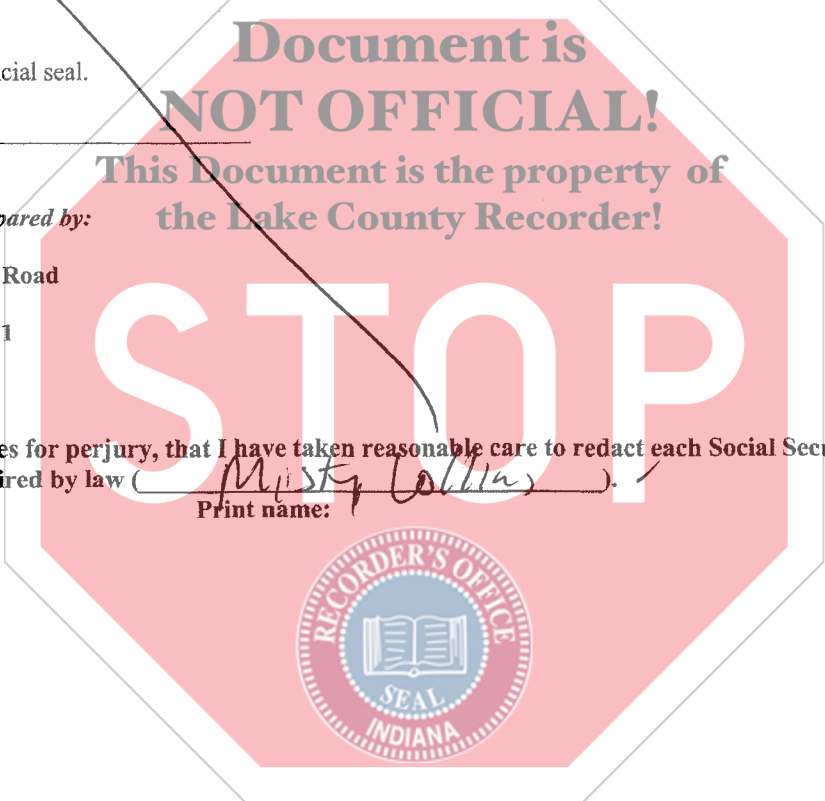 Document is
cial seal.
NOT OFFICIAL!
This Document is the property of
pared by:
the Lake County Recorder!
Road
1
STOP
es for perjury, that I have taken reasonable care to redact each Social Secu
ired by law ( Misty Collins ).
Print name:
RECORDER'S OFFICE
SEAL
INDIANA